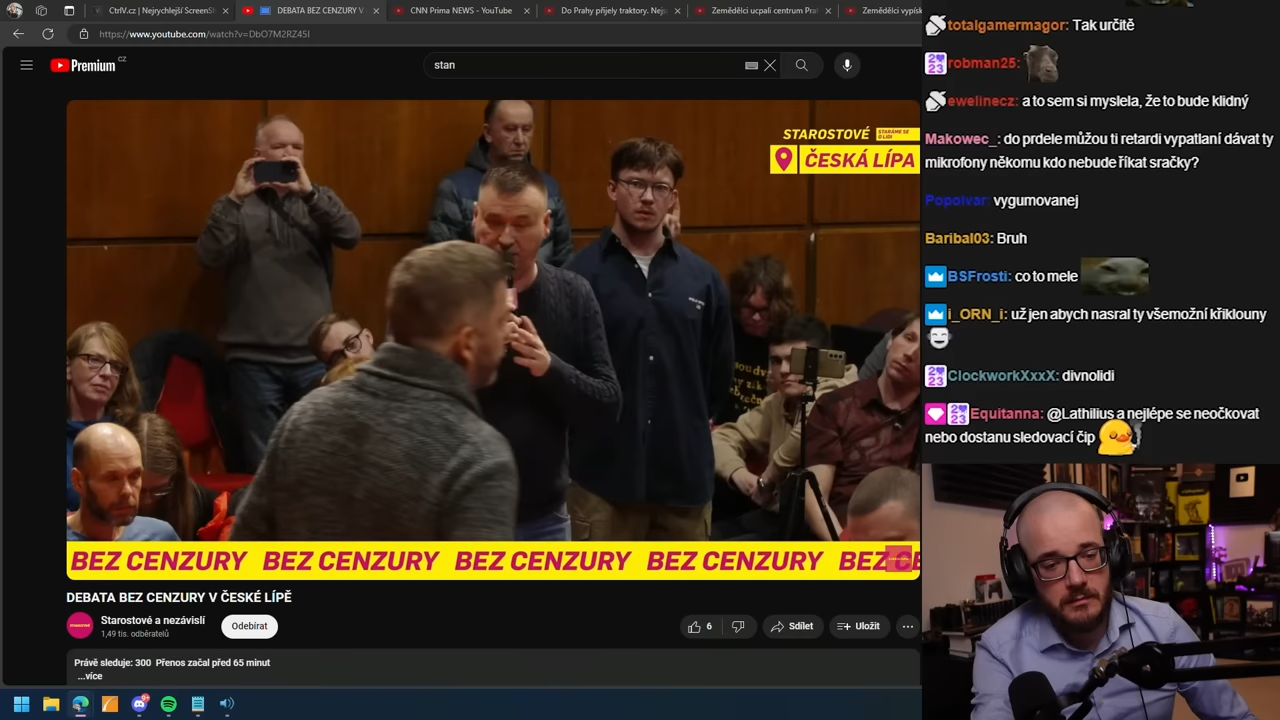 CtrlV.cz | Nejrychlejší ScreenS
DEBATA BEZ CENZURY V
CNN Prima NEWS - YouTube
Do Prahy přijely traktory. Neju
Zemědělci ucpali centrum Pra
Zemědělci vypísk
https://www.youtube.com/watch?v=DbO7M2RZ45I
Premium CZ
stan
STAROSTOVÉ STARÁME SE O LIDI
ČESKÁ LÍPA
BEZ CENZURY BEZ CENZURY BEZ CENZURY BEZ CENZURY BEZ CE
DEBATA BEZ CENZURY V ČESKÉ LÍPĚ
Starostové a nezávislí
1,49 tis. odběratelů
Odebírat
6
Sdílet
Uložit
Právě sleduje: 300 Přenos začal před 65 minut
...více
totalgamermagor: Tak určitě
robman25:
ewelinecz: a to sem si myslela, že to bude klidný
Makowec_: do prdele můžou ti retardi vypatlaní dávat ty
mikrofony někomu kdo nebude říkat sračky?
Popolvar: vygumovanej
Baribal03: Bruh
BSFrosti: co to mele
i_ORN_i: už jen abych nasral ty všemožní křiklouny
ClockworkXxxX: divnolidi
Equitanna: @Lathilius a nejlépe se neočkovat
nebo dostanu sledovací čip